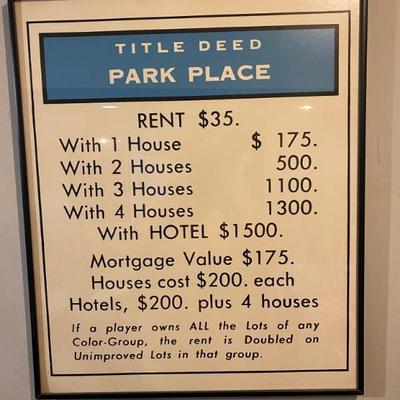 TITLE DEED
PARK PLACE
RENT $35.
With 1 House $ 175.
With 2 Houses 500.
With 3 Houses 1100.
With 4 Houses 1300.
With HOTEL $1500.
Mortgage Value $175.
Houses cost $200. each
Hotels, $200. plus 4 houses
If a player owns ALL the Lots of any
Color-Group, the rent is Doubled on
Unimproved Lots in that group.